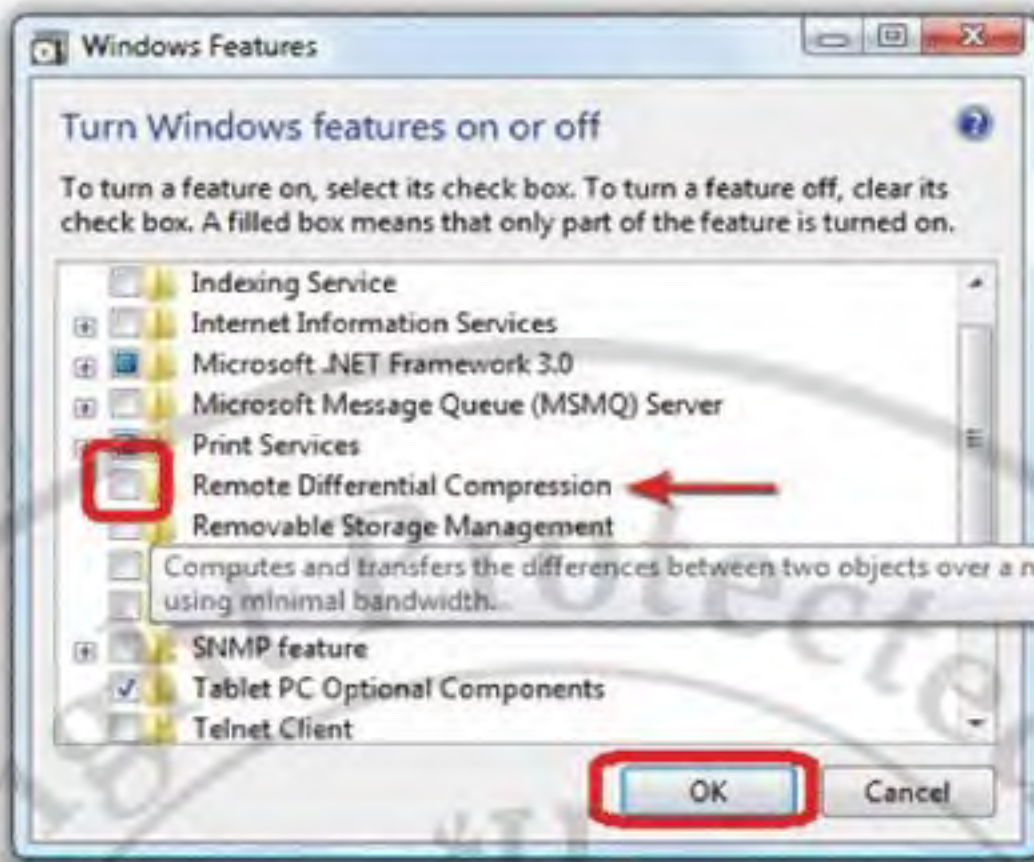 Windows Features
Turn Windows features on or off
To turn a feature on, select its check box. To turn a feature off, clear its
check box. A filled box means that only part of the feature is turned on.
Indexing Service
Internet Information Services
Microsoft .NET Framework 3.0
Microsoft Message Queue (MSMQ) Server
Print Services
Remote Differential Compression
Removable Storage Management
Computes and transfers the differences between two objects over a
using minimal bandwidth.
SNMP feature
Tablet PC Optional Components
Telnet Client
OK
Cancel